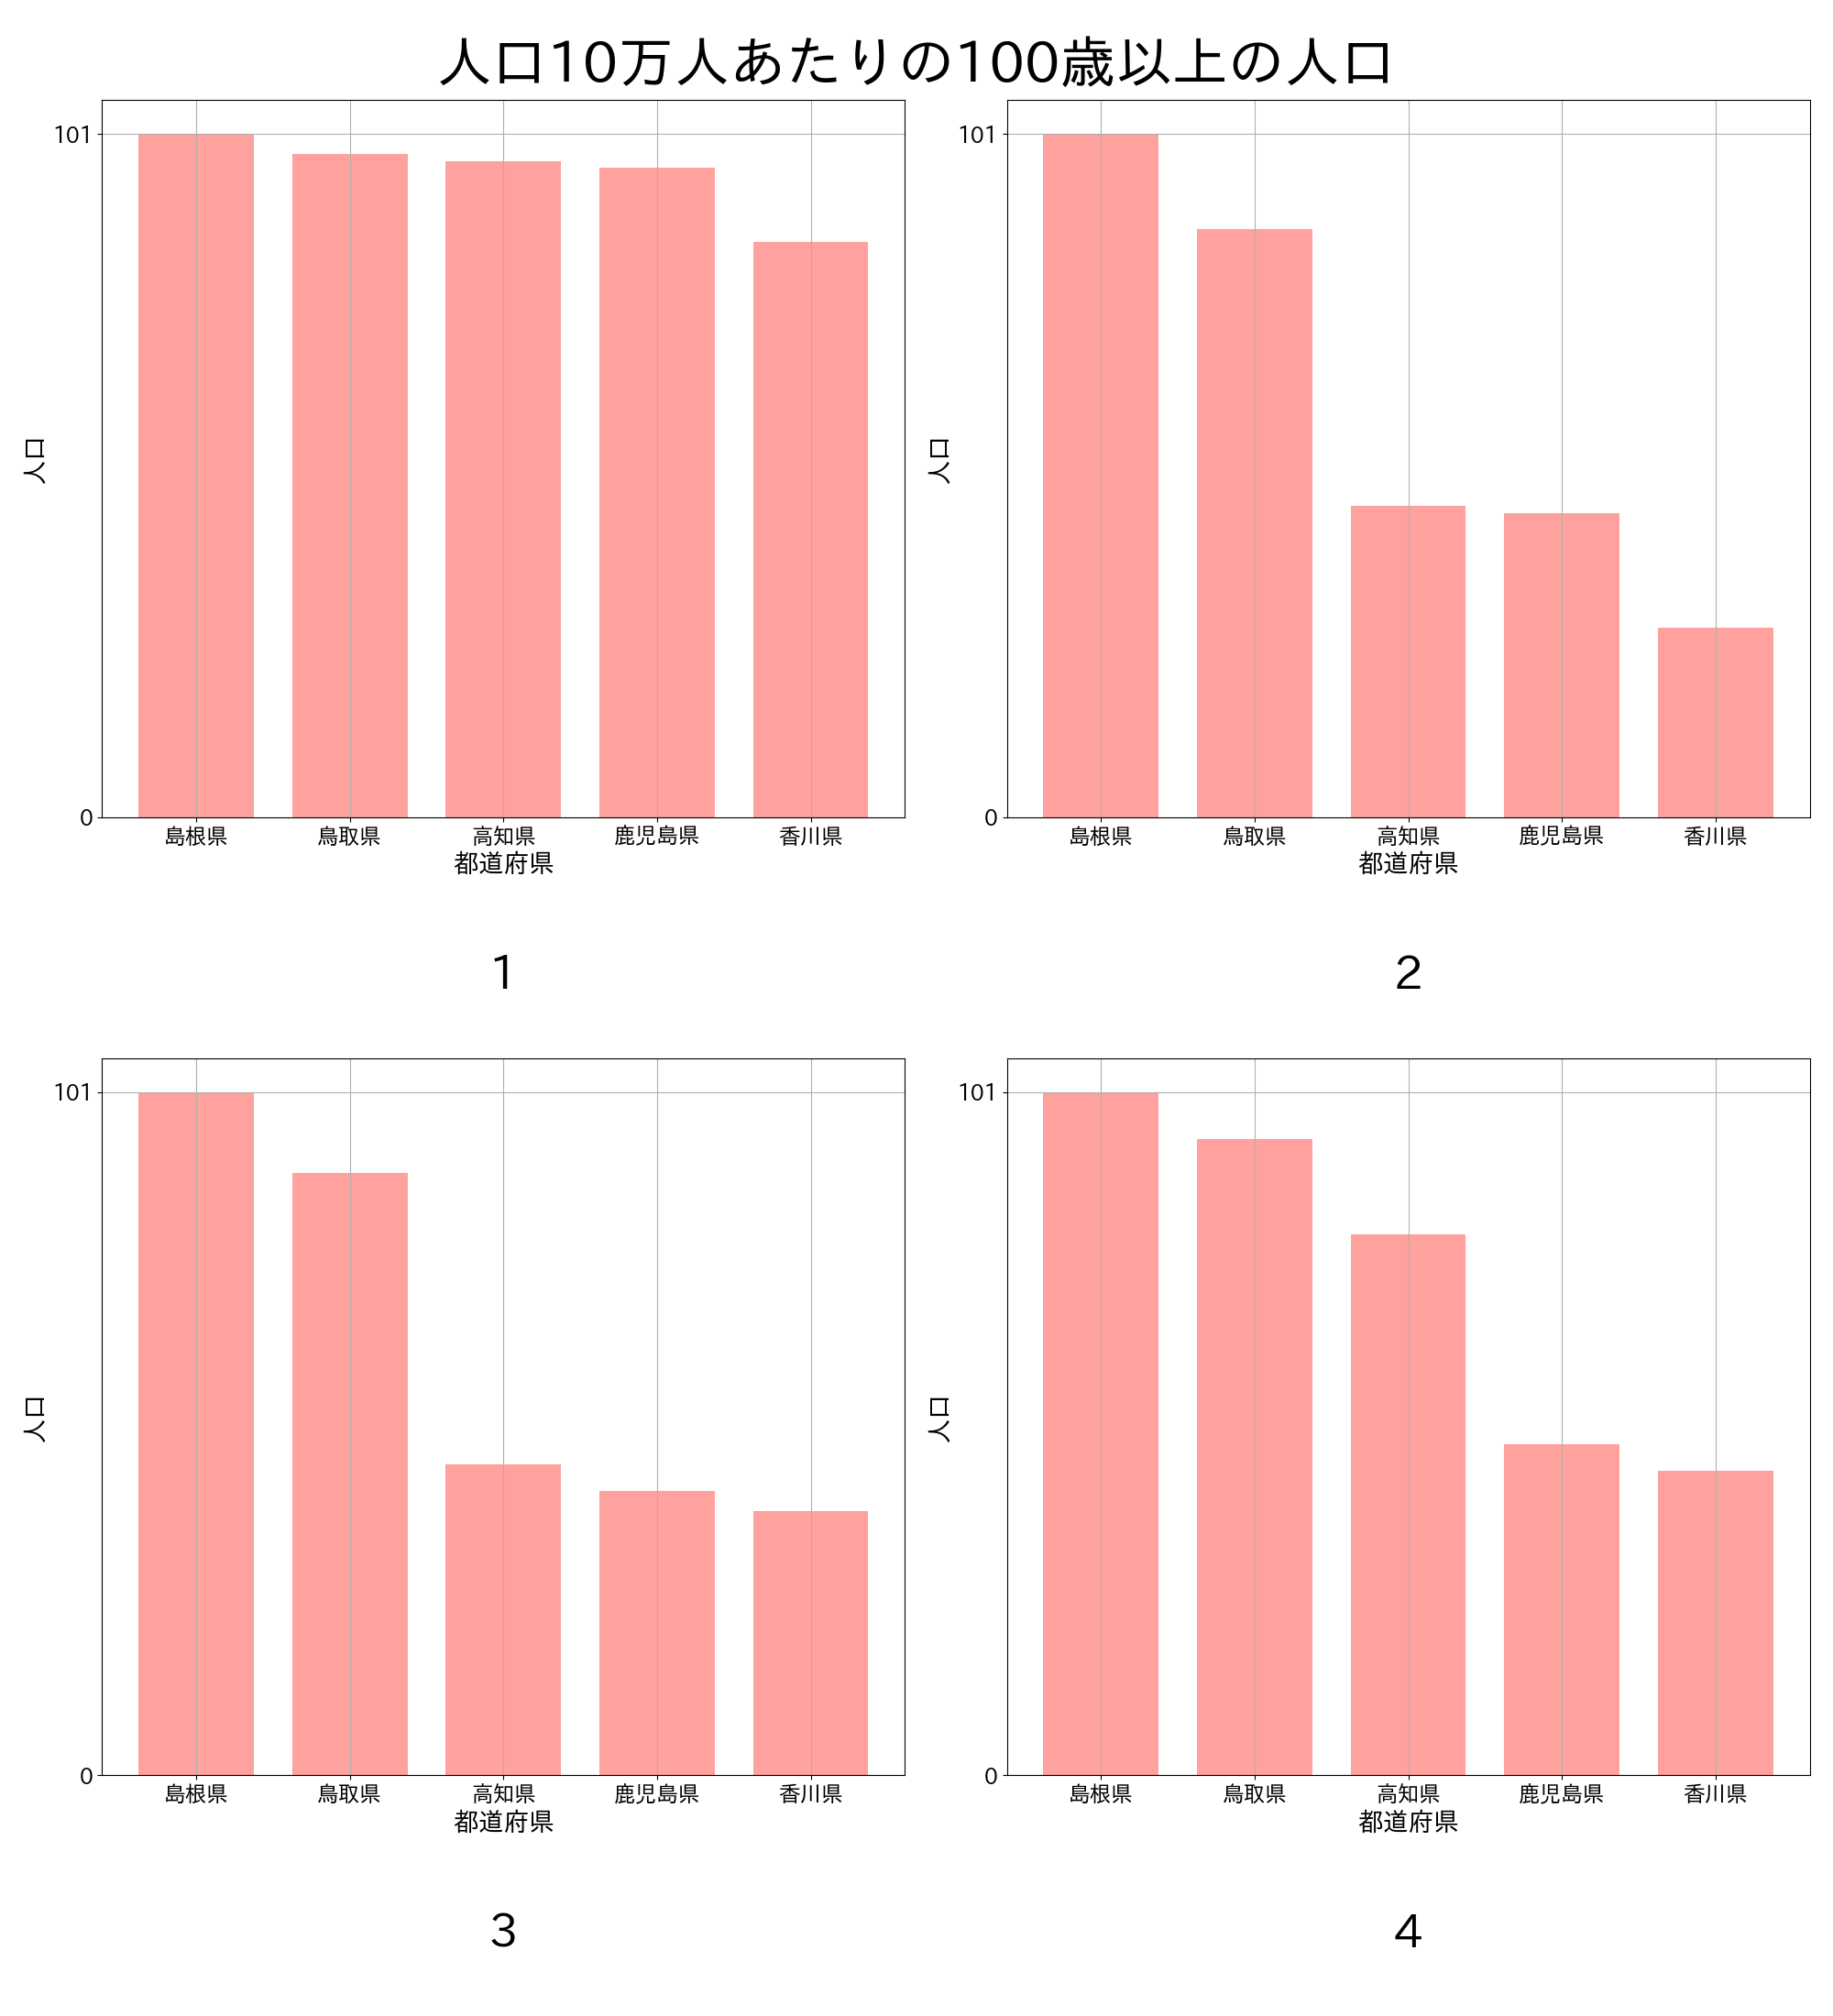 人口10万人あたりの100歳以上の人口
101
0
人口
島根県 鳥取県 高知県 鹿児島県 香川県
都道府県
1
101
0
人口
島根県 鳥取県 高知県 鹿児島県 香川県
都道府県
2
101
0
人口
島根県 鳥取県 高知県 鹿児島県 香川県
都道府県
3
101
0
人口
島根県 鳥取県 高知県 鹿児島県 香川県
都道府県
4